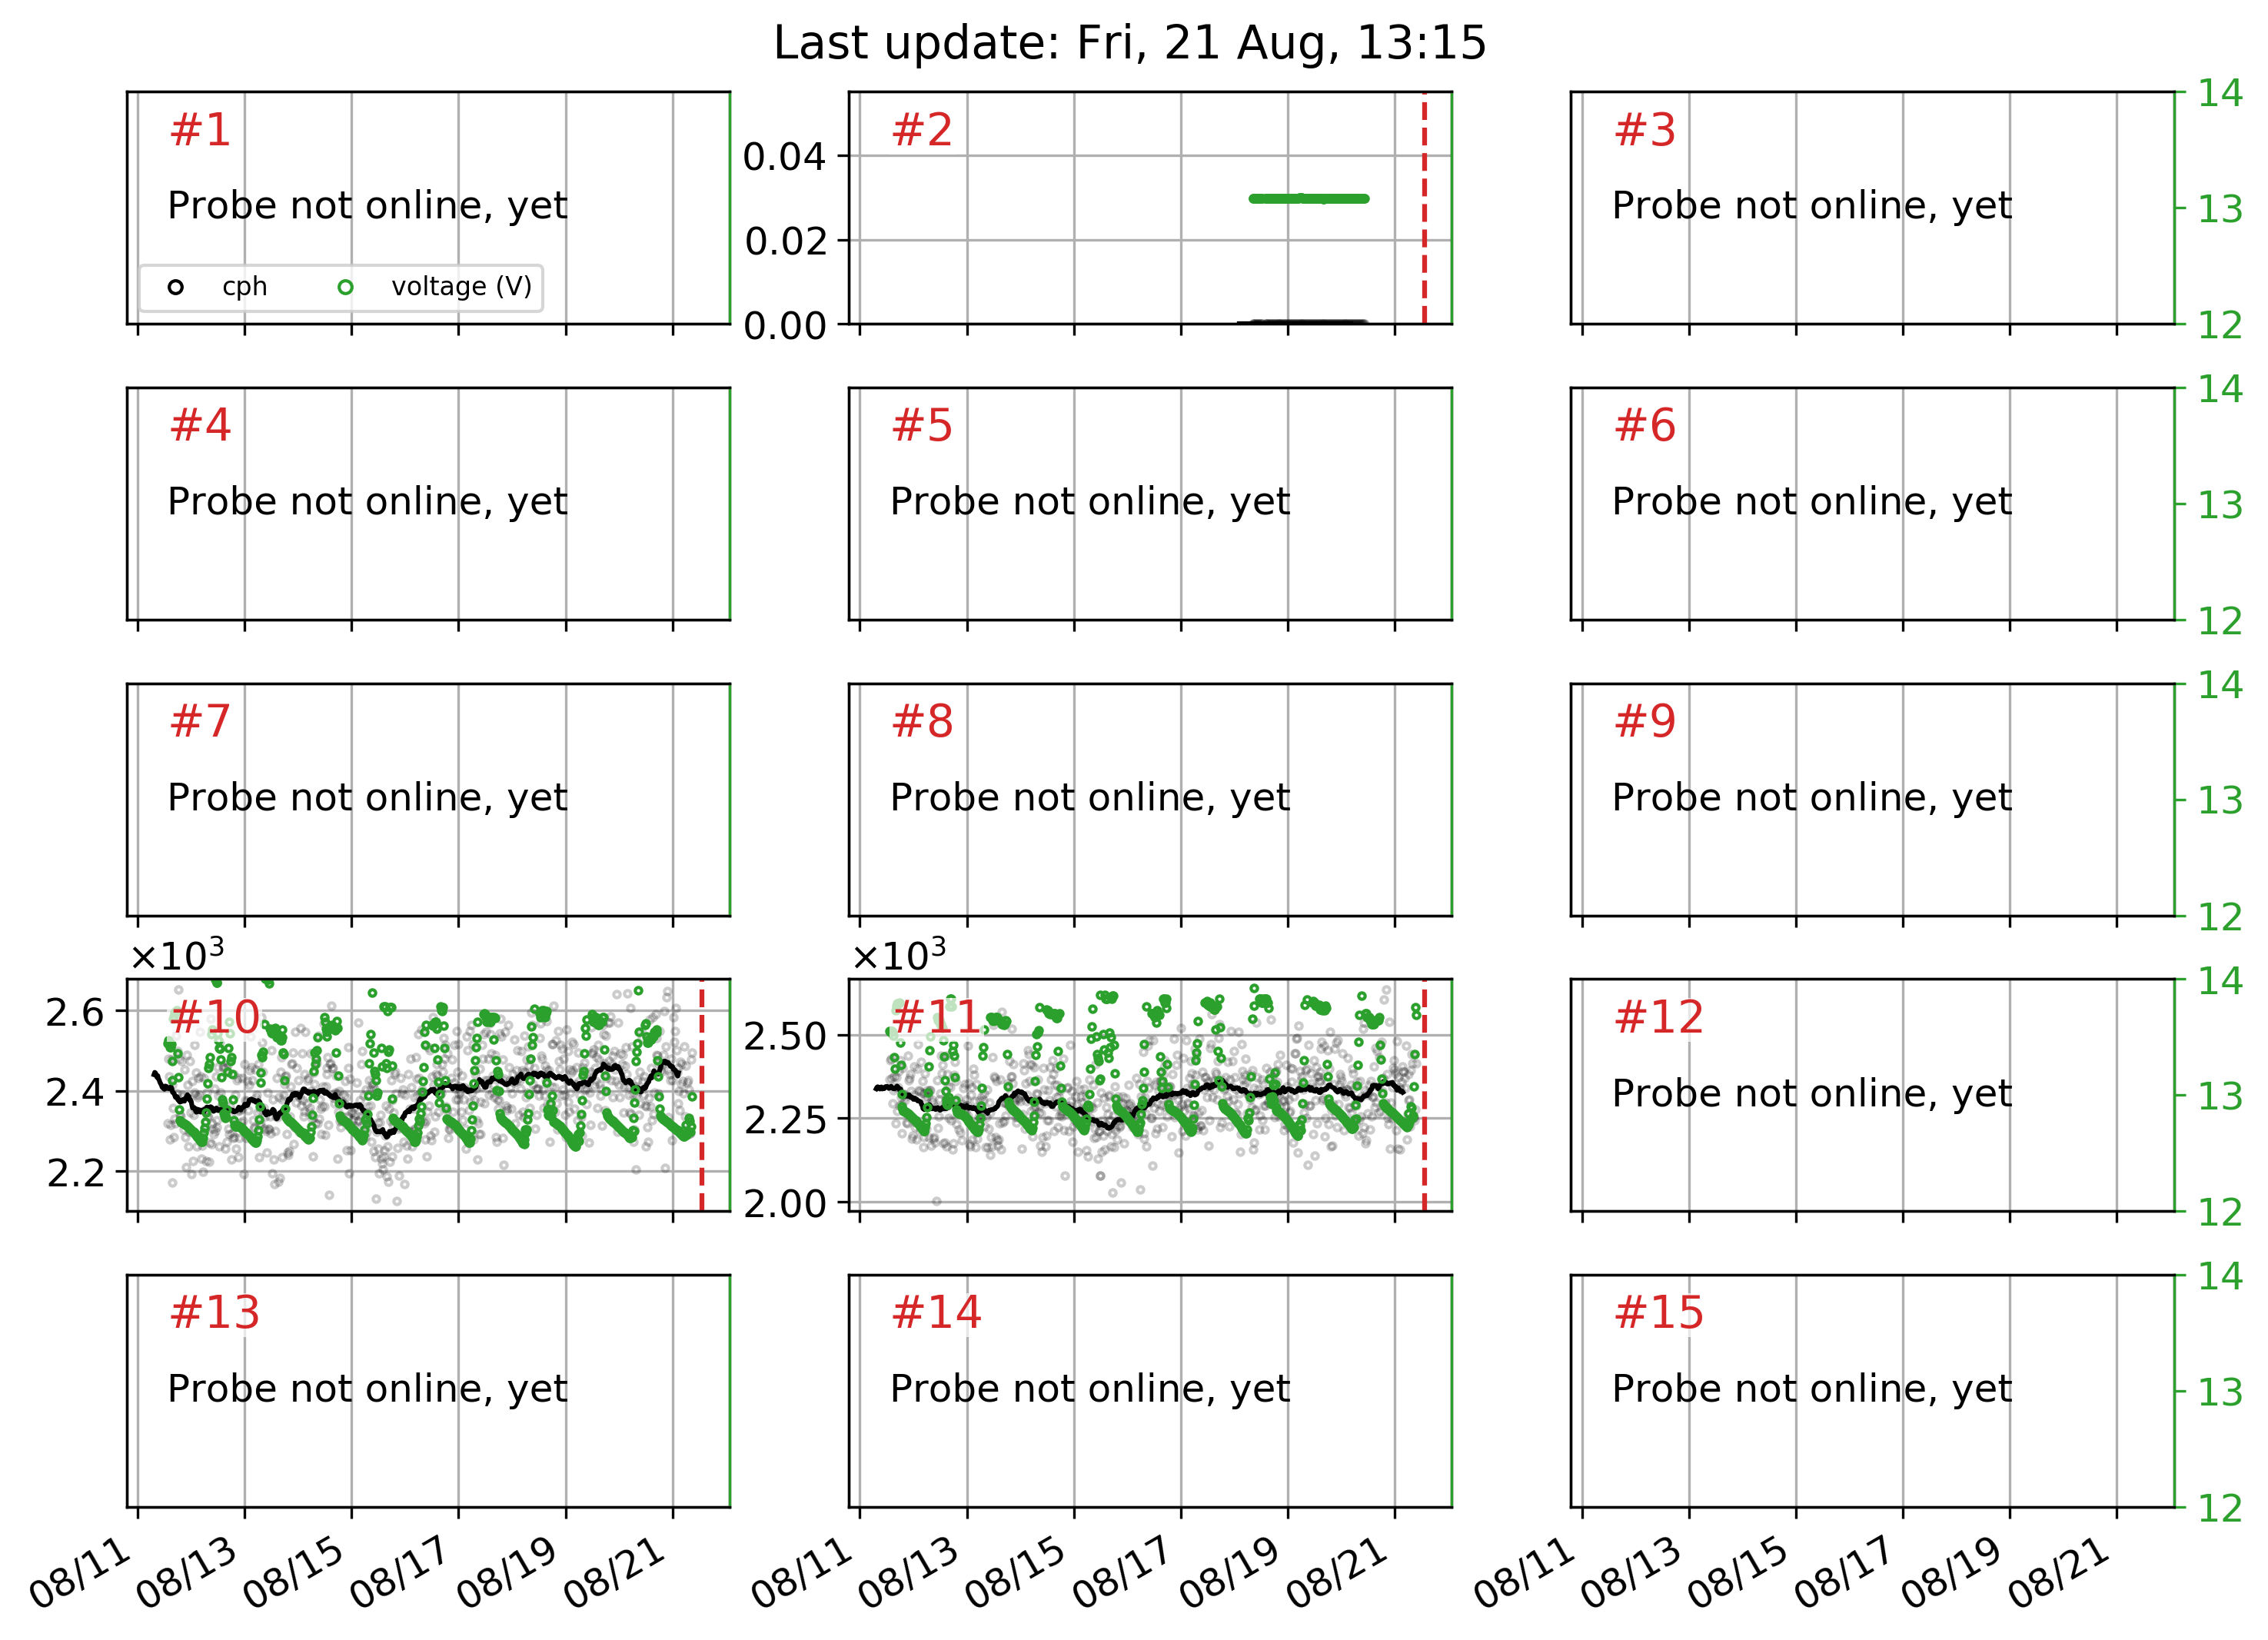 Last update: Fri, 21 Aug, 13:15
#1
Probe not online, yet
cph
voltage (V)
#2
0.04
0.02
0.00
#3
Probe not online, yet
14
13
12
#4
Probe not online, yet
#5
Probe not online, yet
#6
Probe not online, yet
14
13
12
#7
Probe not online, yet
#8
Probe not online, yet
#9
Probe not online, yet
14
13
12
×10³
#10
2.6
2.4
2.2
×10³
#11
2.50
2.25
2.00
#12
Probe not online, yet
14
13
12
#13
Probe not online, yet
#14
Probe not online, yet
#15
Probe not online, yet
14
13
12
08/11 08/13 08/15 08/17 08/19 08/21
08/11 08/13 08/15 08/17 08/19 08/21
08/11 08/13 08/15 08/17 08/19 08/21